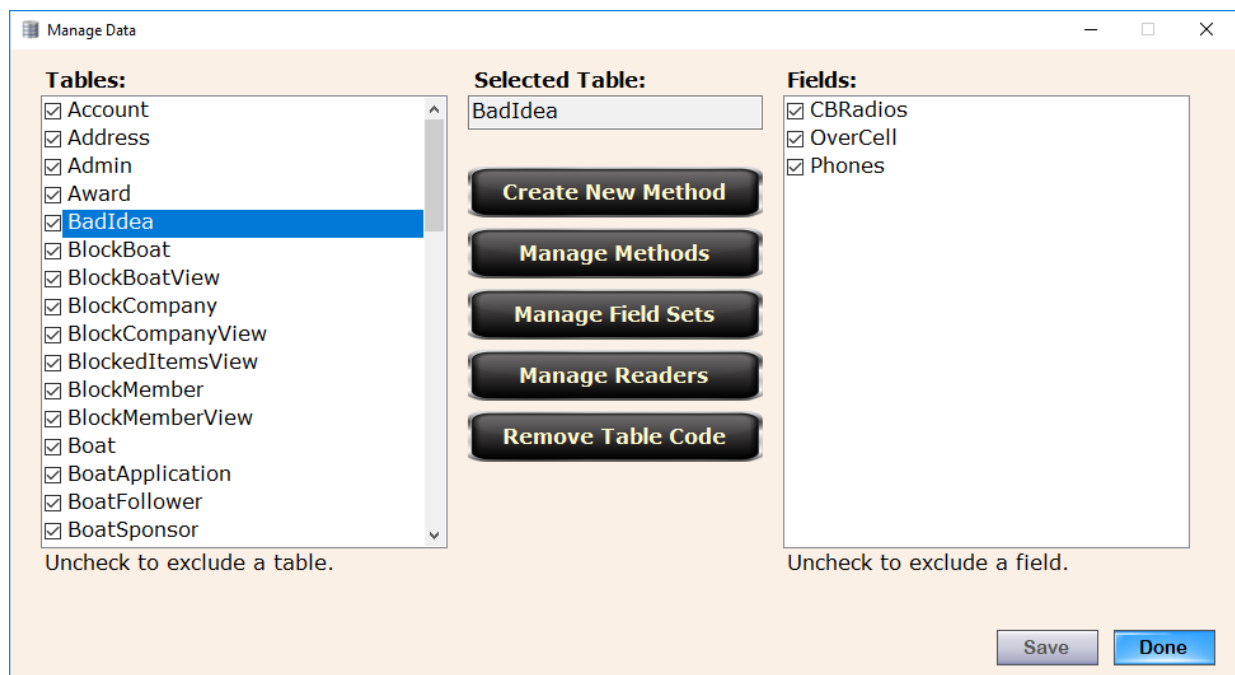 Manage Data
Tables:
Account
Address
Admin
Award
BadIdea
BlockBoat
BlockBoatView
BlockCompany
BlockCompanyView
BlockedItemsView
BlockMember
BlockMemberView
Boat
BoatApplication
BoatFollower
BoatSponsor
Uncheck to exclude a table.
Selected Table:
BadIdea
Create New Method
Manage Methods
Manage Field Sets
Manage Readers
Remove Table Code
Fields:
CBRadios
OverCell
Phones
Uncheck to exclude a field.
Save
Done